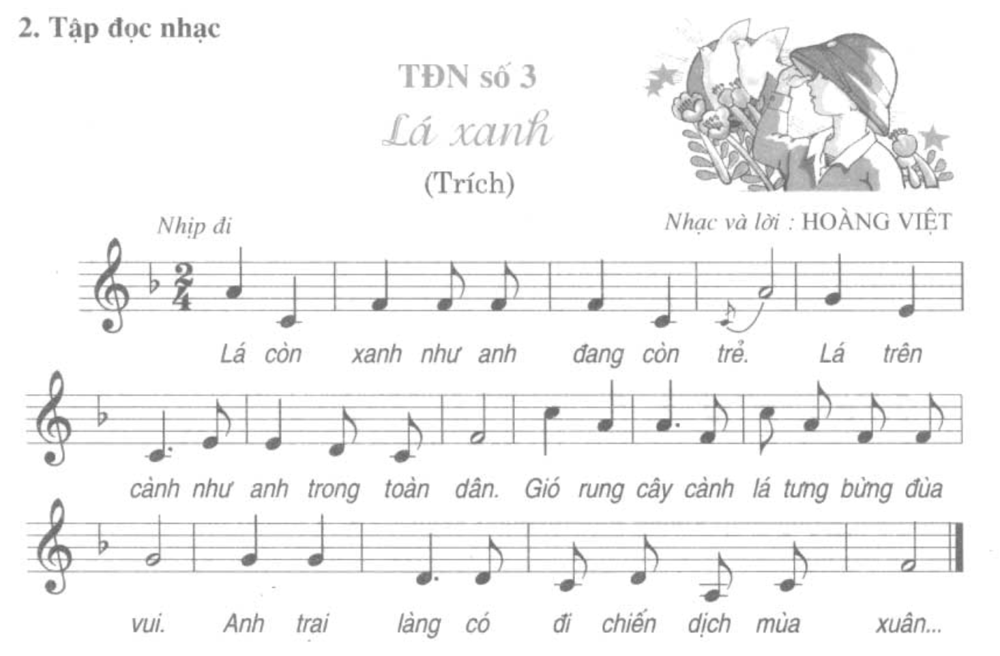 2. Tập đọc nhạc
TĐN số 3
Lá xanh
(Trích)
Nhịp đi
Nhạc và lời : HOÀNG VIỆT
2
4
Lá còn xanh như anh đang còn trẻ. Lá trên
cành như anh trong toàn dân. Gió rung cây cành lá tưng bừng đùa
vui. Anh trai làng có đi chiến dịch mùa xuân...